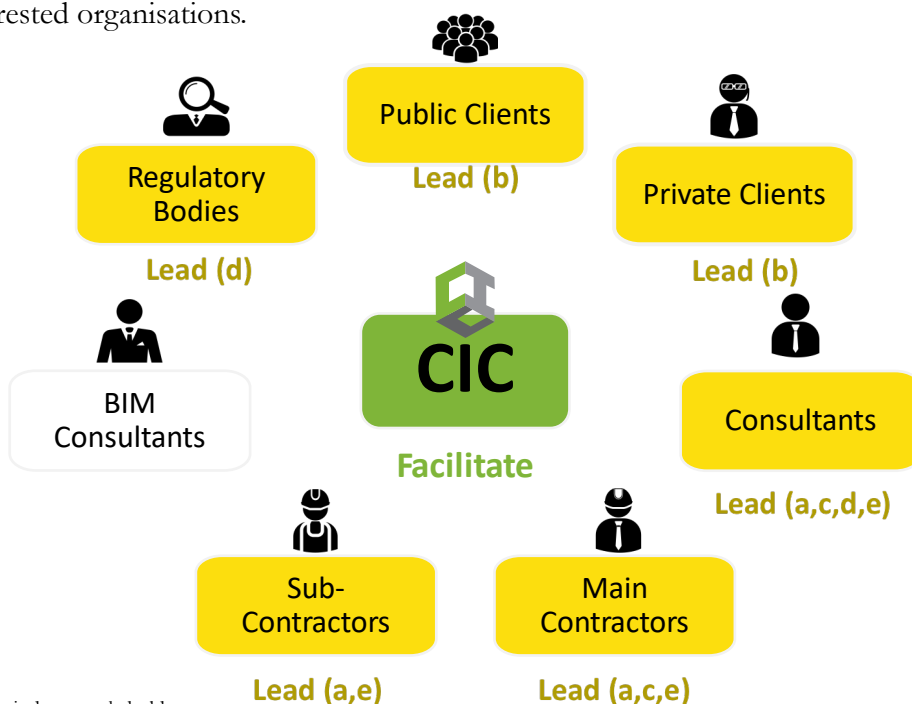 rested organisations.
Public Clients
Lead (b)
Regulatory
Bodies
Lead (d)
Private Clients
Lead (b)
BIM
Consultants
CIC
Facilitate
Consultants
Lead (a,c,d,e)
Sub-
Contractors
Lead (a,e)
Main
Contractors
Lead (a,c,e)